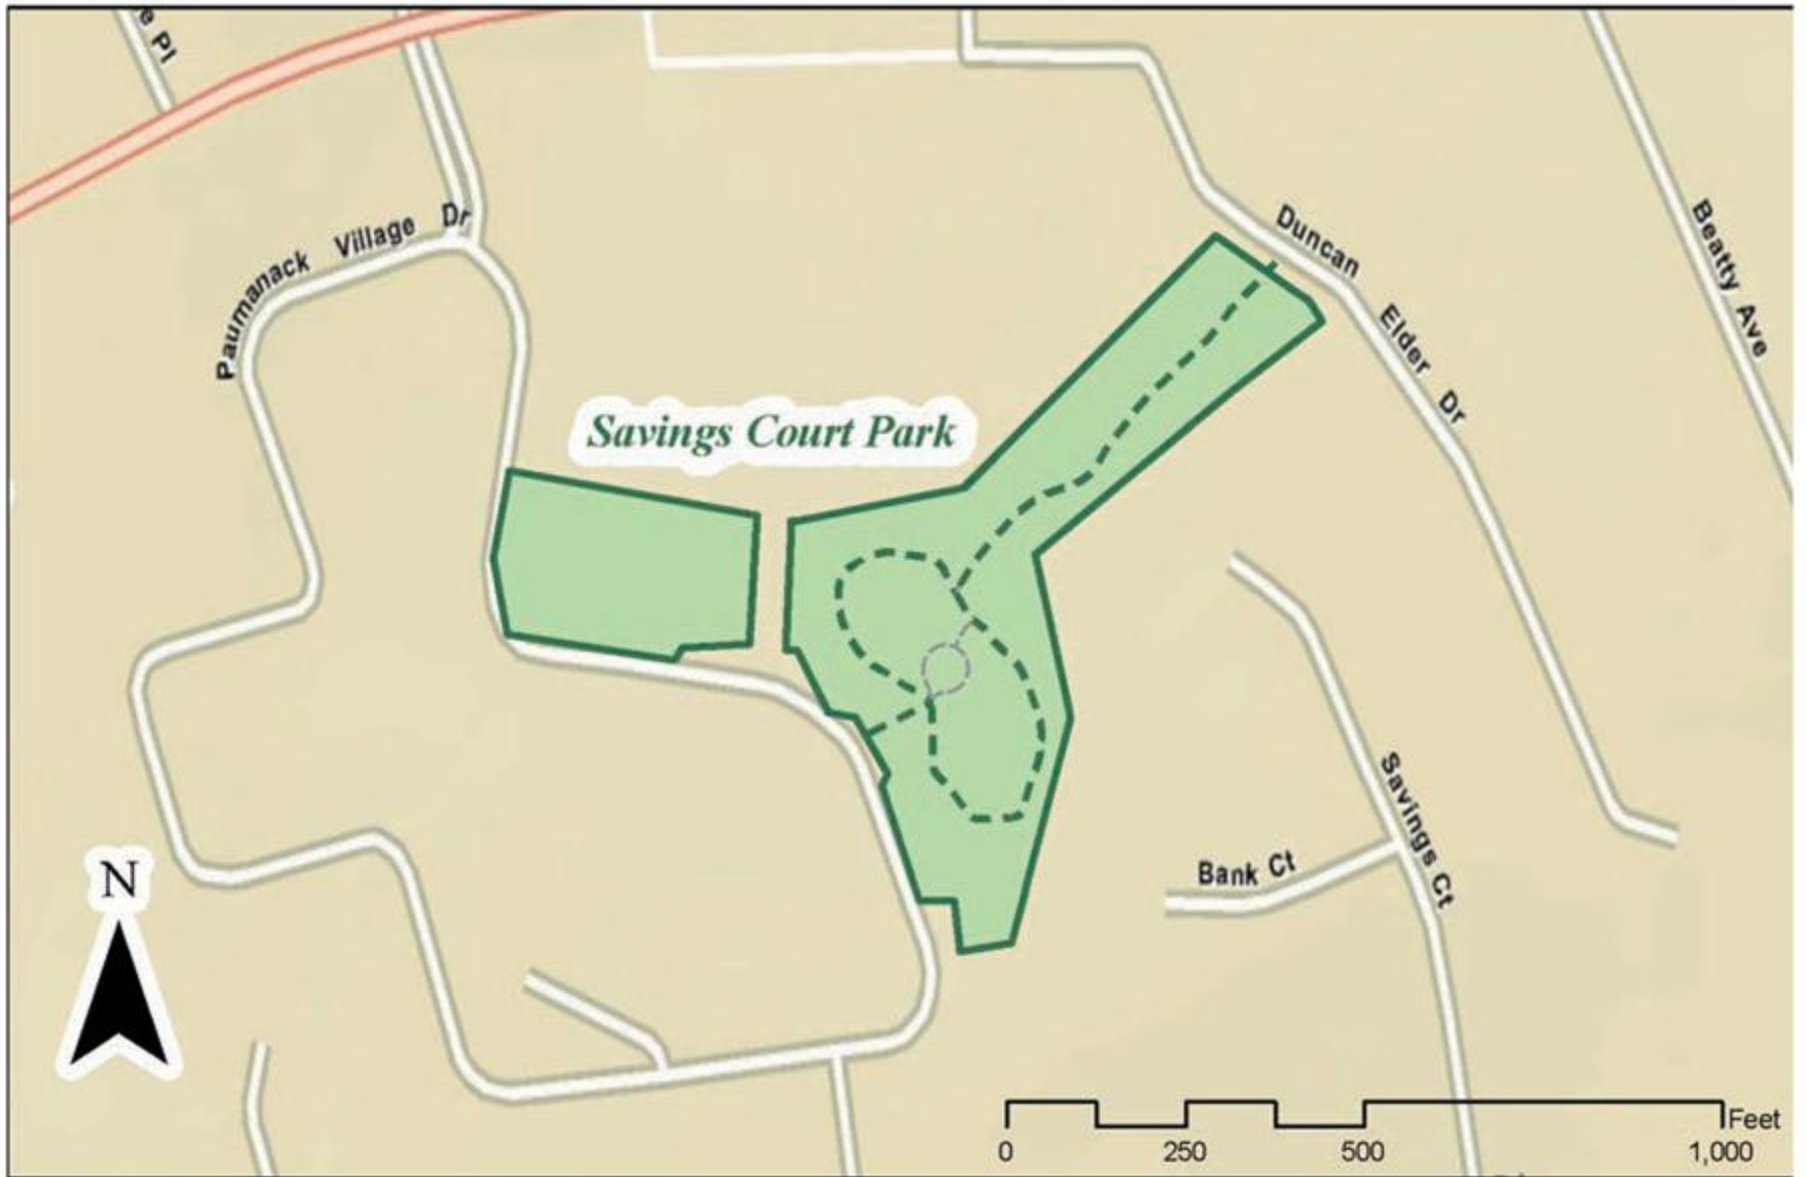 e Pl
Paumanack Village Dr
Duncan Elder Dr
Beatty Ave
Savings Court Park
Savings Ct
Bank Ct
N
Feet
0 250 500 1,000